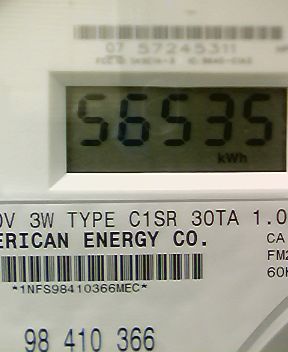 07 57245311
56535
kWh
0V 3W TYPE C1SR 30TA 1.0
ERICAN ENERGY CO.
CA
FM2
60H
*1NFS98410366MEC*
98 410 366